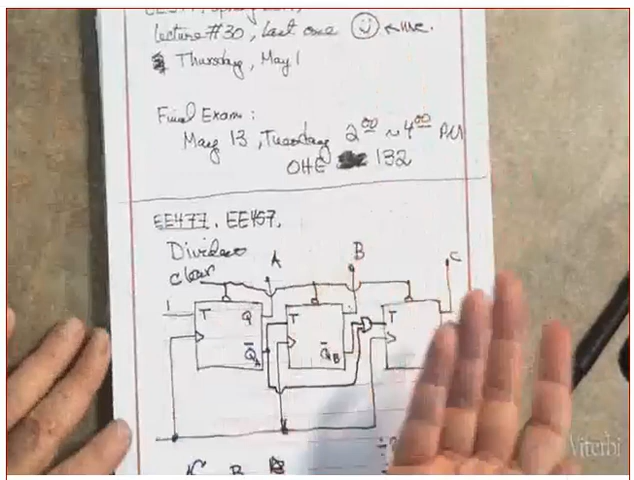 Lecture #30, Last one
Thursday, May 1
Final Exam:
May 13, Tuesday 2:00 ~ 4:00 PM
OHE 132
EE477, EE457,
Divider
clear
A
B
C
1
T
Q
T
T
Q̄A
Q̄B
Viterbi